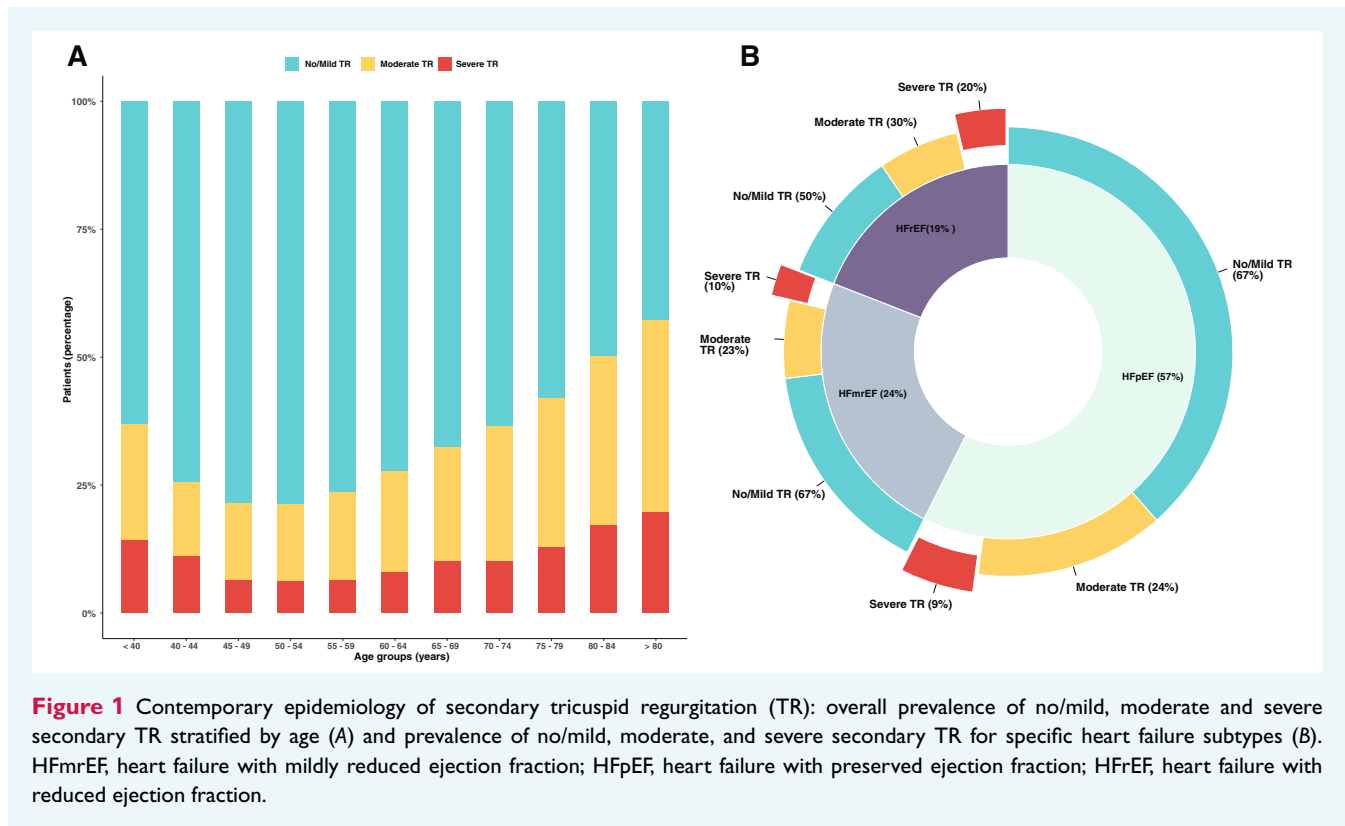 A
No/Mild TR Moderate TR Severe TR
100%
75%
50%
25%
0%
Patients (percentage)
< 40 40 - 44 45 - 49 50 - 54 55 - 59 60 - 64 65 - 69 70 - 74 75 - 79 80 - 84 > 80
Age groups (years)
B
Severe TR (20%)
Moderate TR (30%)
No/Mild TR (50%)
HFrEF(19% )
Severe TR
(10%)
No/Mild TR
(67%)
Moderate
TR (23%)
HFpEF (57%)
HFmrEF (24%)
No/Mild TR (67%)
Moderate TR (24%)
Severe TR (9%)
Figure 1 Contemporary epidemiology of secondary tricuspid regurgitation (TR): overall prevalence of no/mild, moderate and severe
secondary TR stratified by age (A) and prevalence of no/mild, moderate, and severe secondary TR for specific heart failure subtypes (B).
HFmrEF, heart failure with mildly reduced ejection fraction; HFpEF, heart failure with preserved ejection fraction; HFrEF, heart failure with
reduced ejection fraction.